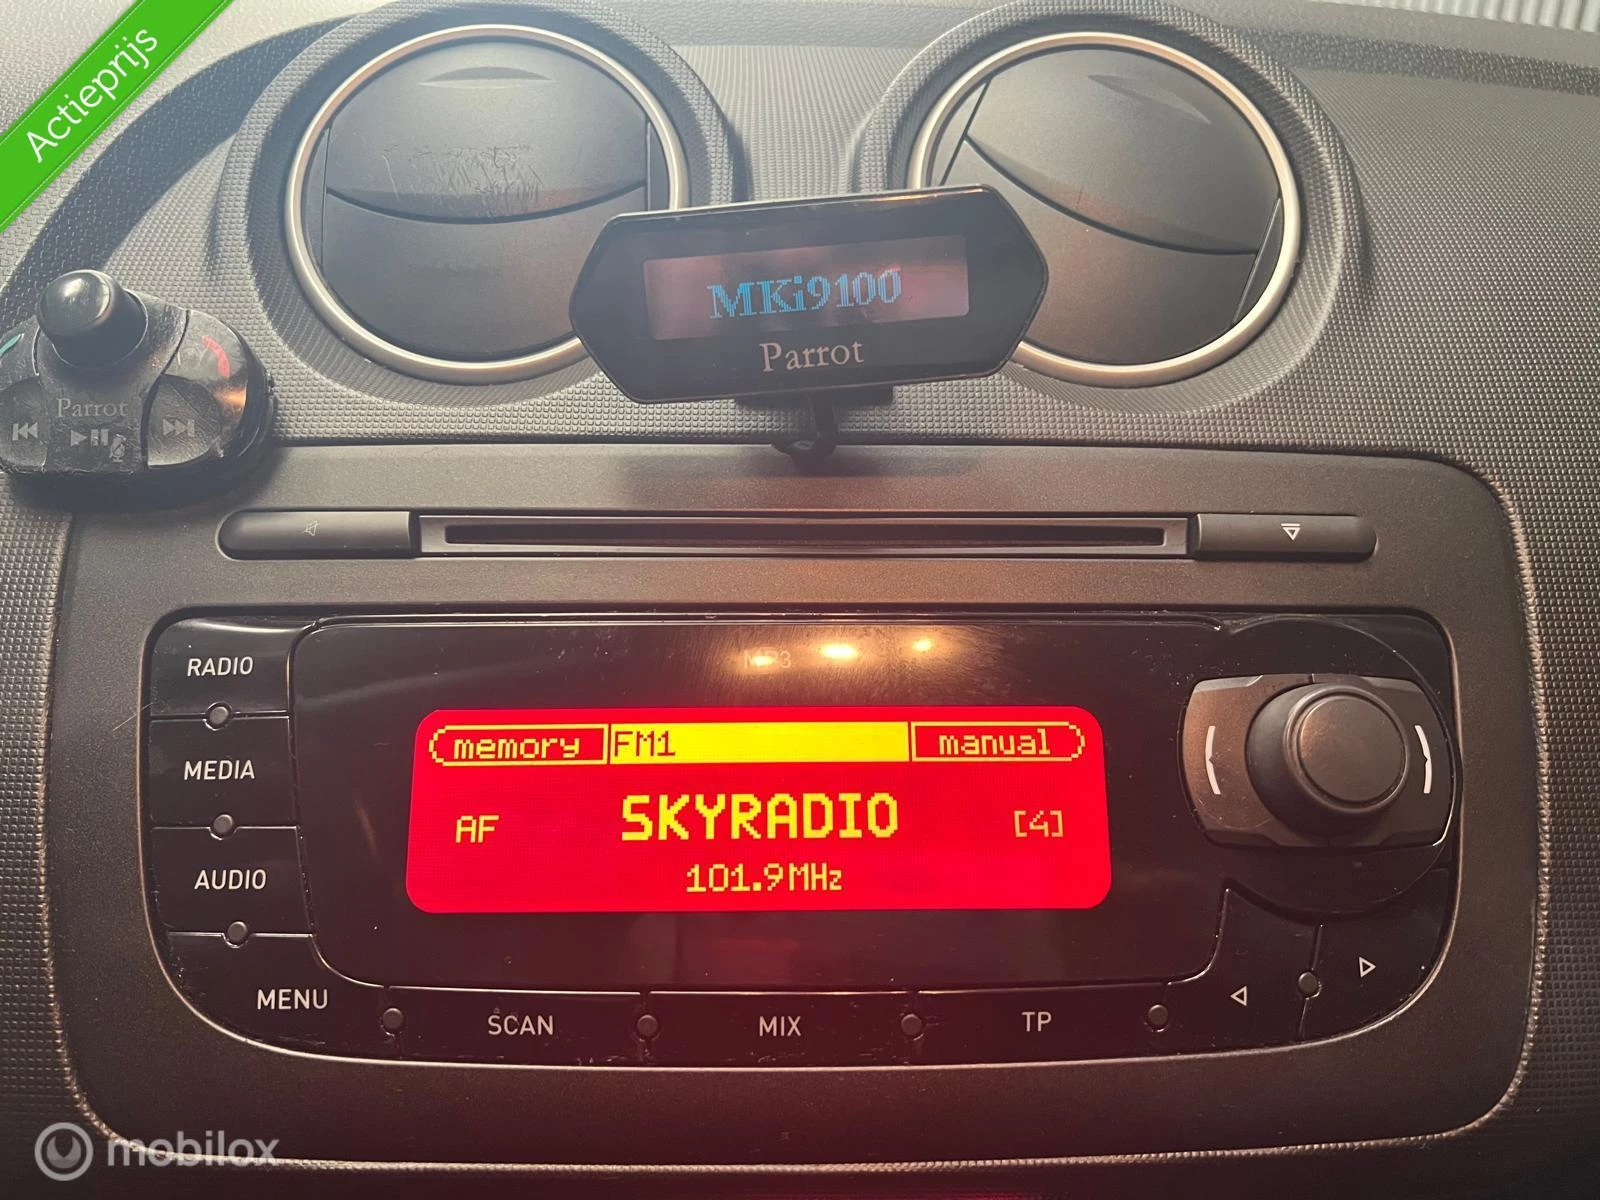 Actieprijs
MKi9100
Parrot
Parrot
RADIO
MP3
MEDIA
AUDIO
MENU
memory FM1 manual
AF SKYRADIO [4]
101.9MHz
SCAN MIX TP
mobilox